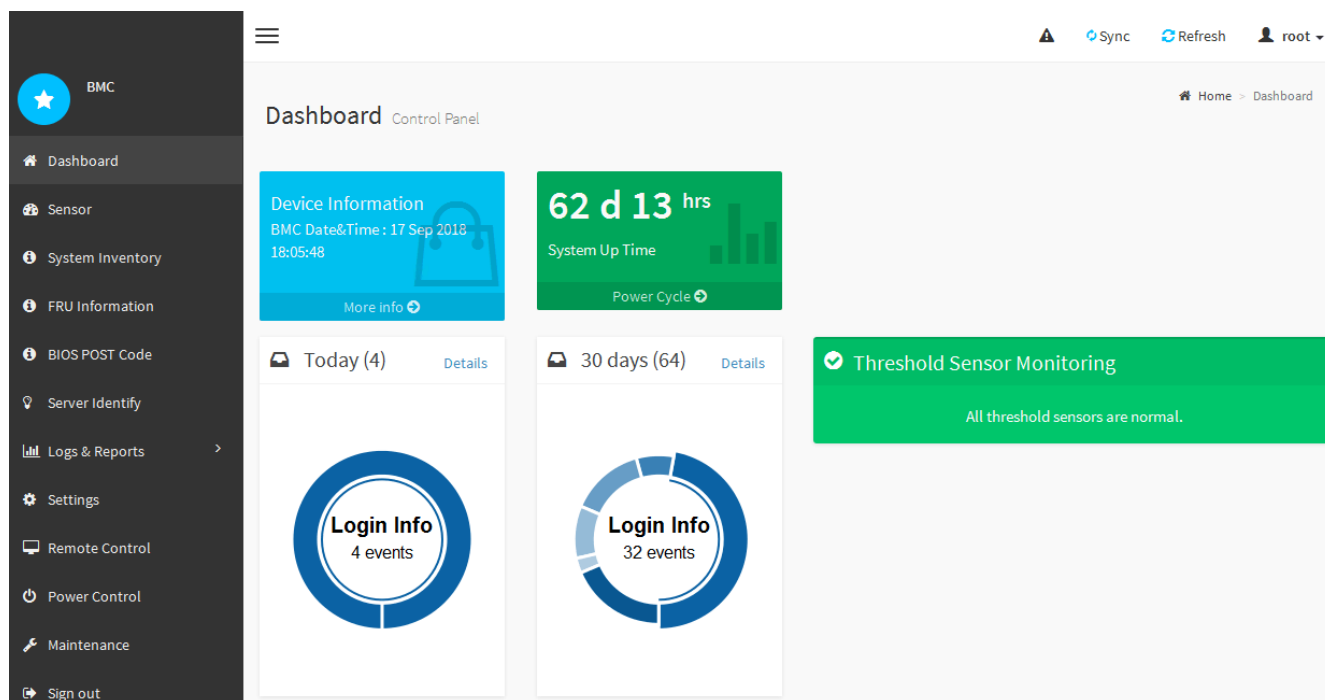 Sync
Refresh
root
BMC
Home > Dashboard
Dashboard Control Panel
Dashboard
Sensor
System Inventory
FRU Information
BIOS POST Code
Server Identify
Logs & Reports
Settings
Remote Control
Power Control
Maintenance
Sign out
Device Information
BMC Date&Time : 17 Sep 2018
18:05:48
More info
62 d 13 hrs
System Up Time
Power Cycle
Today (4) Details
Login Info
4 events
30 days (64) Details
Login Info
32 events
Threshold Sensor Monitoring
All threshold sensors are normal.